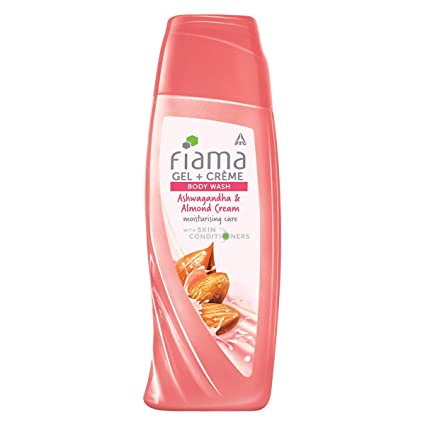 fiama
GEL + CRÈME
BODY WASH
Ashwagandha &
Almond Cream
moisturising care
WITH SKIN
CONDITIONERS